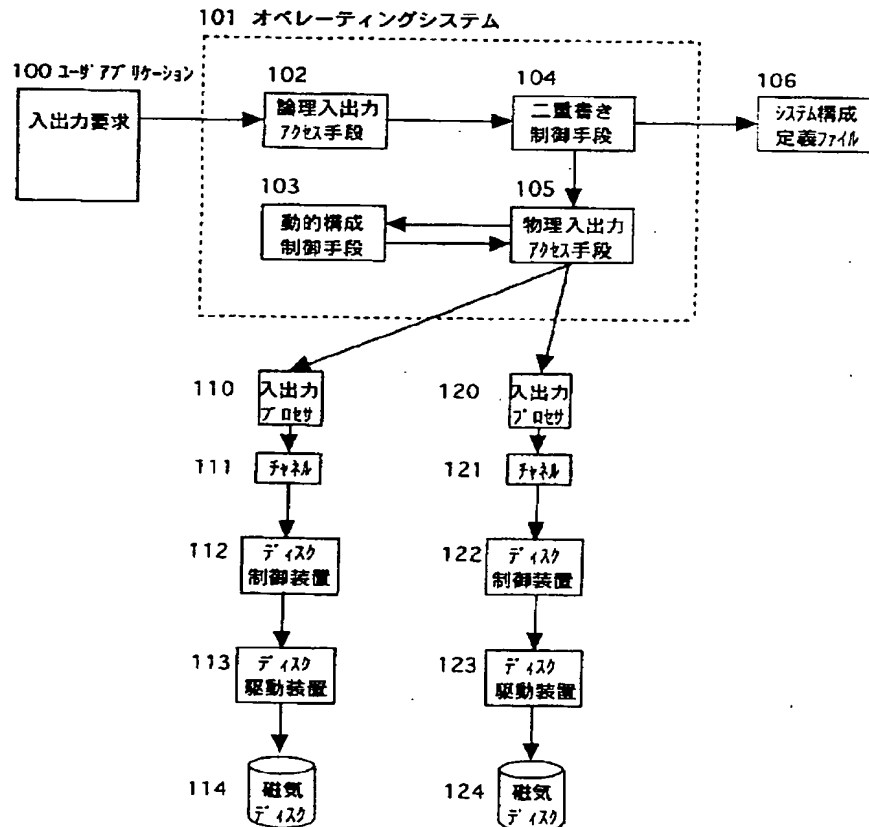 101 オペレーティングシステム
100 ユーザアプリケーション
入出力要求
102
論理入出力
アクセス手段
104
二重書き
制御手段
106
システム構成
定義ファイル
103
動的構成
制御手段
105
物理入出力
アクセス手段
110
入出力
プロセサ
120
入出力
プロセサ
111
チャネル
121
チャネル
112
ディスク
制御装置
122
ディスク
制御装置
113
ディスク
駆動装置
123
ディスク
駆動装置
114
磁気
ディスク
124
磁気
ディスク